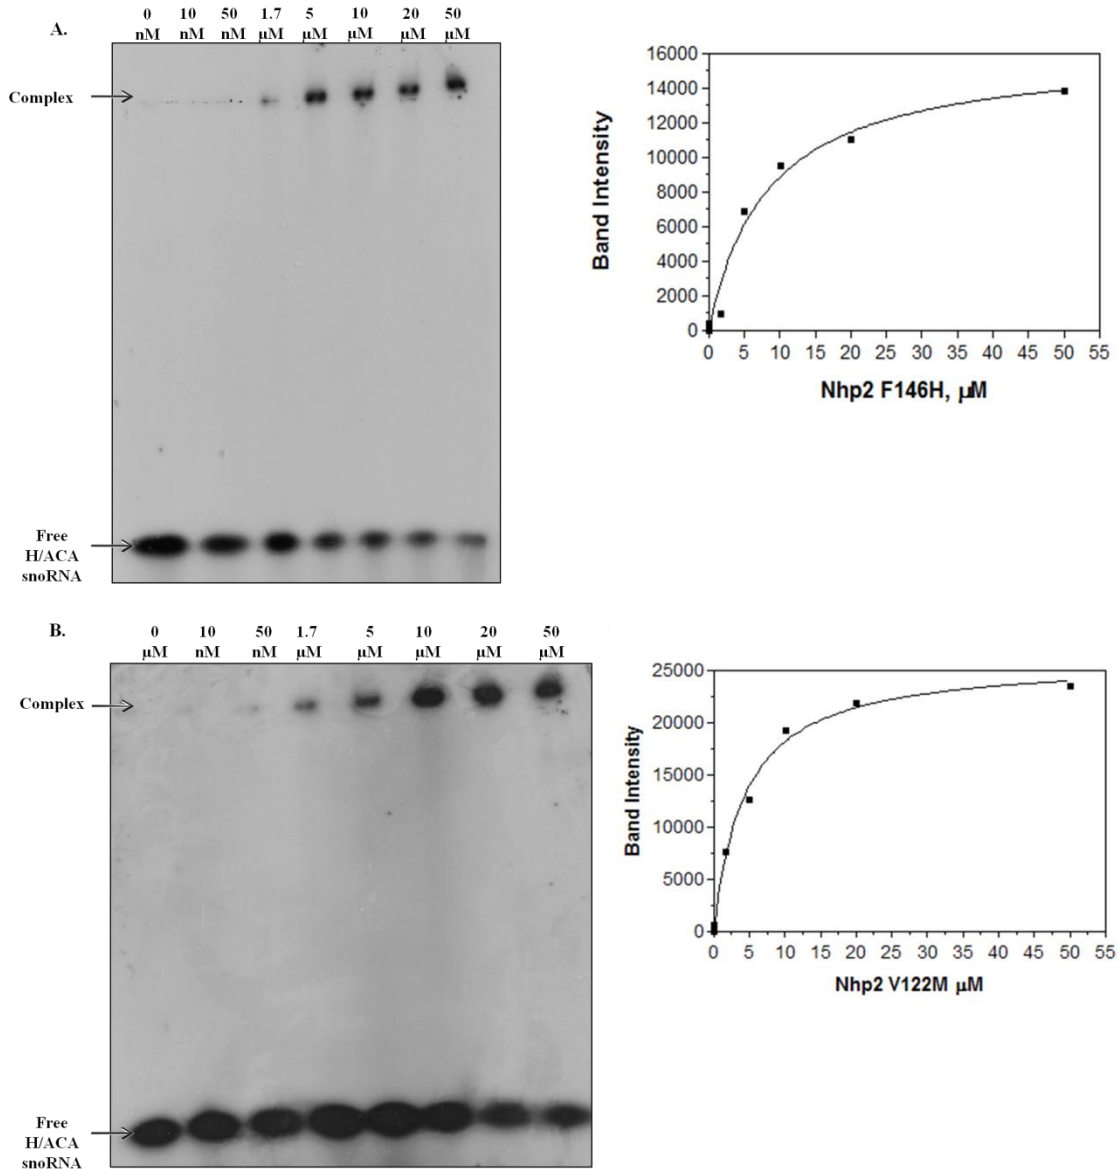 A.
0 10 50 1.7 5 10 20 50
nM nM nM µM µM µM µM µM
Complex
Free
H/ACA
snoRNA
16000
14000
12000
10000
8000
6000
4000
2000
0
Band Intensity
0 5 10 15 20 25 30 35 40 45 50 55
Nhp2 F146H, µM
B.
0 10 50 1.7 5 10 20 50
µM nM nM µM µM µM µM µM
Complex
Free
H/ACA
snoRNA
25000
20000
15000
10000
5000
0
Band Intensity
0 5 10 15 20 25 30 35 40 45 50 55
Nhp2 V122M µM